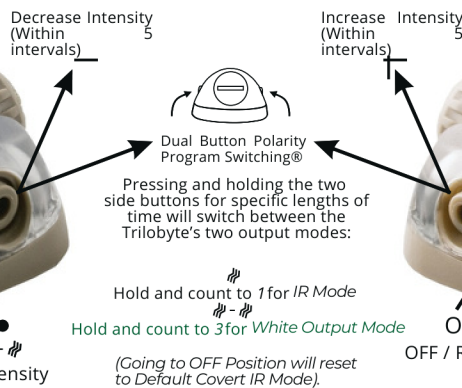 Decrease Intensity
(Within 5
intervals)
Increase Intensity
(Within 5
intervals)
Dual Button Polarity
Program Switching®
Pressing and holding the two
side buttons for specific lengths of
time will switch between the
Trilobyte's two output modes:
Hold and count to 1 for IR Mode
-
Hold and count to 3 for White Output Mode
(Going to OFF Position will reset
to Default Covert IR Mode).
-
ensity
O
OFF / R